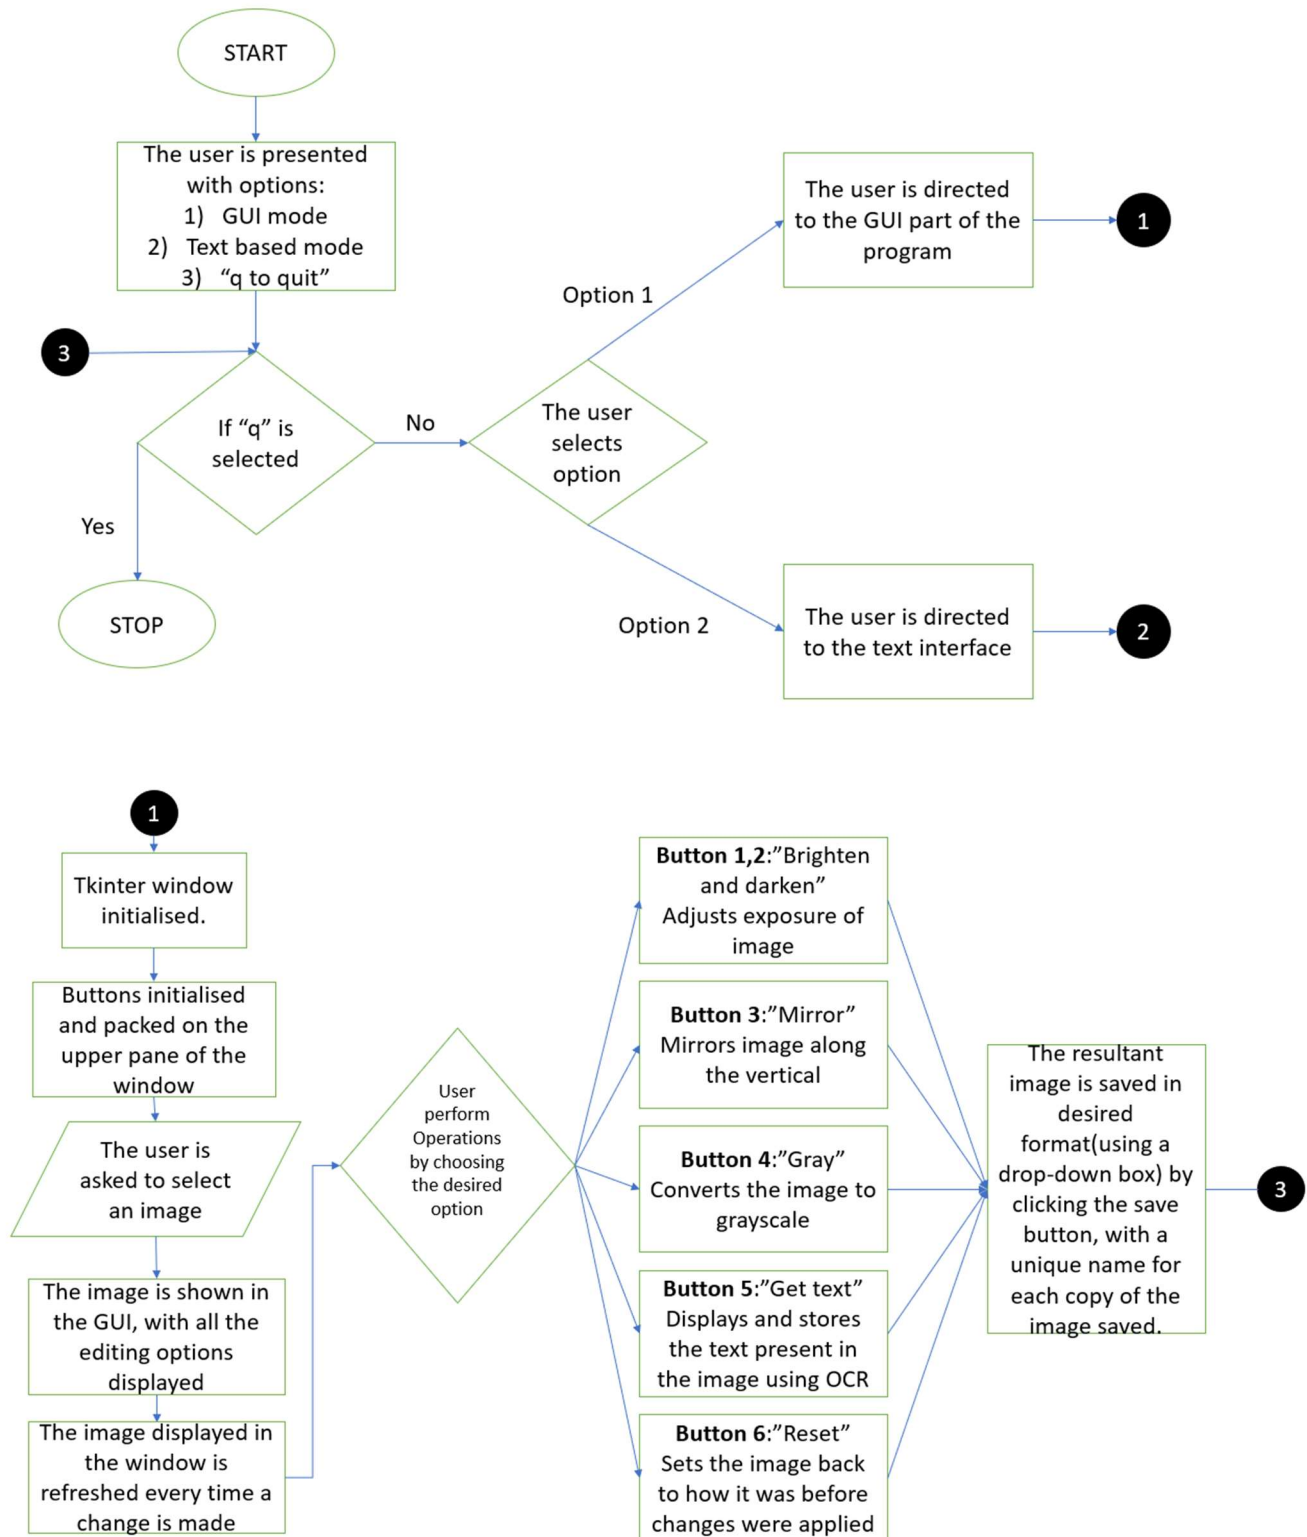 START
The user is presented
with options:
1) GUI mode
2) Text based mode
3) “q to quit”
3
If “q” is
selected
No
Yes
STOP
The user
selects
option
Option 1
The user is directed
to the GUI part of the
program
1
Option 2
The user is directed
to the text interface
2
1
Tkinter window
initialised.
Buttons initialised
and packed on the
upper pane of the
window
The user is
asked to select
an image
The image is shown in
the GUI, with all the
editing options
displayed
The image displayed in
the window is
refreshed every time a
change is made
User
perform
Operations
by choosing
the desired
option
Button 1,2:”Brighten
and darken”
Adjusts exposure of
image
Button 3:”Mirror”
Mirrors image along
the vertical
Button 4:”Gray”
Converts the image to
grayscale
Button 5:”Get text”
Displays and stores
the text present in
the image using OCR
Button 6:”Reset”
Sets the image back
to how it was before
changes were applied
The resultant
image is saved in
desired
format(using a
drop-down box) by
clicking the save
button, with a
unique name for
each copy of the
image saved.
3